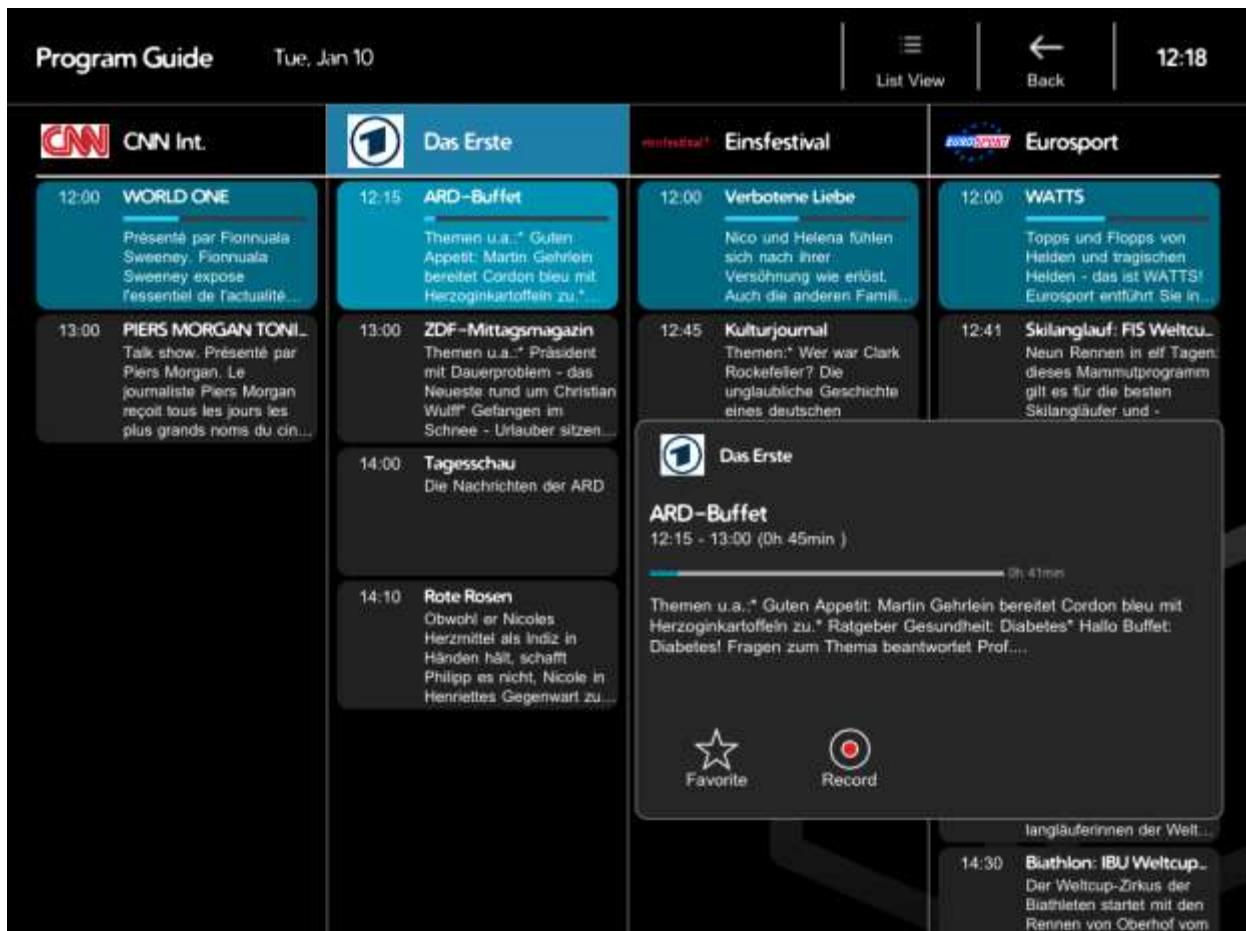 Program Guide
Tue, Jan 10
List View
Back
12:18
CNN
CNN Int.
1
Das Erste
einsfestival*
Einsfestival
EUROSPORT
Eurosport
12:00
WORLD ONE
Présenté par Fionnuala
Sweeney. Fionnuala
Sweeney expose
l'essentiel de l'actualité...
13:00
PIERS MORGAN TONI...
Talk show. Présenté par
Piers Morgan. Le
journaliste Piers Morgan
reçoit tous les jours les
plus grands noms du cin...
12:15
ARD-Buffet
Themen u.a.:* Guten
Appetit: Martin Gehrlein
bereitet Cordon bleu mit
Herzoginkartoffeln zu.*...
13:00
ZDF-Mittagsmagazin
Themen u.a.:* Präsident
mit Dauerproblem - das
Neueste rund um Christian
Wulff* Gefangen im
Schnee - Urlauber sitzen...
14:00
Tagesschau
Die Nachrichten der ARD
14:10
Rote Rosen
Obwohl er Nicoles
Herzmittel als Indiz in
Händen hält, schafft
Philipp es nicht, Nicole in
Henriettes Gegenwart zu...
12:00
Verbotene Liebe
Nico und Helena fühlen
sich nach ihrer
Versöhnung wie erlöst.
Auch die anderen Famili...
12:45
Kulturjournal
Themen:* Wer war Clark
Rockefeller? Die
unglaubliche Geschichte
eines deutschen
12:00
WATTS
Topps und Flopps von
Helden und tragischen
Helden - das ist WATTS!
Eurosport entführt Sie in...
12:41
Skilanglauf: FIS Weltcu...
Neun Rennen in elf Tagen:
dieses Mammutprogramm
gilt es für die besten
Skilangläufer und -
1
Das Erste
ARD-Buffet
12:15 - 13:00 (0h 45min )
0h 41min
Themen u.a.:* Guten Appetit: Martin Gehrlein bereitet Cordon bleu mit
Herzoginkartoffeln zu.* Ratgeber Gesundheit: Diabetes* Hallo Buffet:
Diabetes! Fragen zum Thema beantwortet Prof....
Favorite
Record
langläuferinnen der Welt...
14:30
Biathlon: IBU Weltcup...
Der Weltcup-Zirkus der
Biathleten startet mit den
Rennen von Oberhof vom